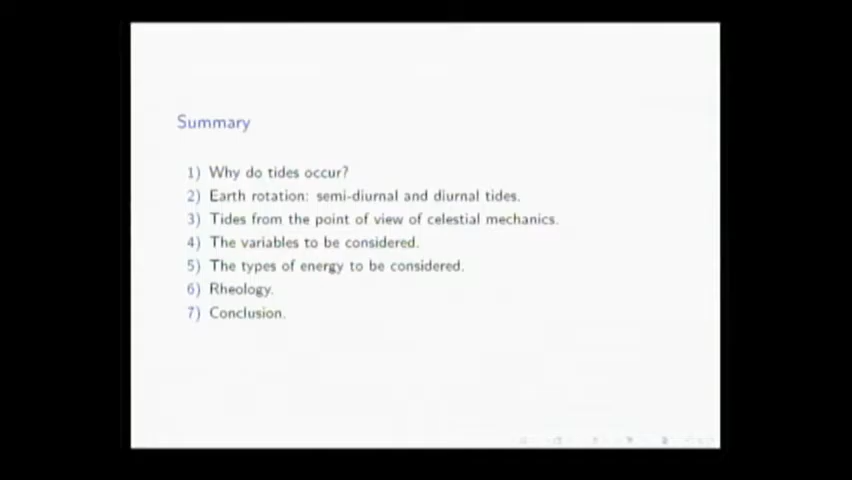 Summary
1) Why do tides occur?
2) Earth rotation: semi-diurnal and diurnal tides.
3) Tides from the point of view of celestial mechanics.
4) The variables to be considered.
5) The types of energy to be considered.
6) Rheology.
7) Conclusion.